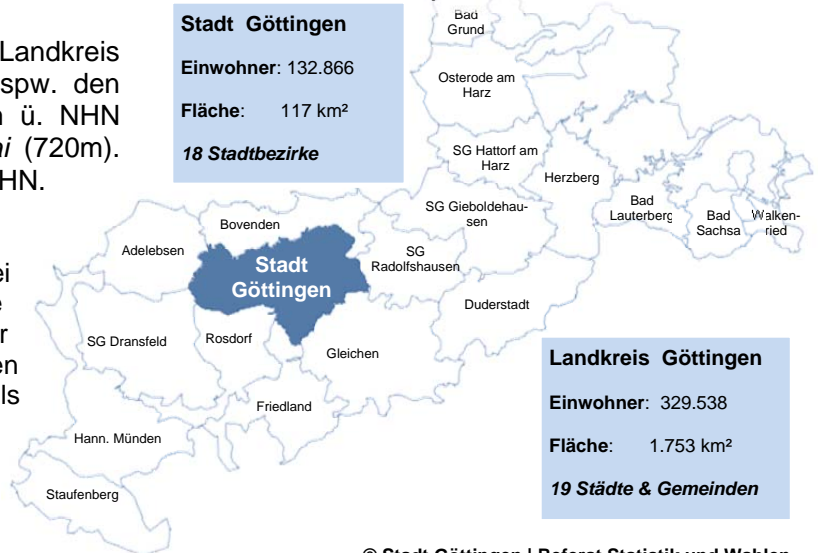 Landkreis
spw. den
ü. NHN
(720m).
HN.
ei
r
en
ls
Stadt Göttingen
Einwohner: 132.866
Fläche: 117 km²
18 Stadtbezirke
Bad
Grund
Osterode am
Harz
SG Hattorf am
Harz
Herzberg
SG Gieboldehau-
sen
Bad
Lauterberg
Bad
Sachsa
Walken-
ried
Bovenden
Adelebsen
SG
Radolfshausen
Stadt
Göttingen
Duderstadt
SG Dransfeld
Rosdorf
Gleichen
Friedland
Hann. Münden
Staufenberg
Landkreis Göttingen
Einwohner: 329.538
Fläche: 1.753 km²
19 Städte & Gemeinden
© Stadt Göttingen | Referat Statistik und Wahlen